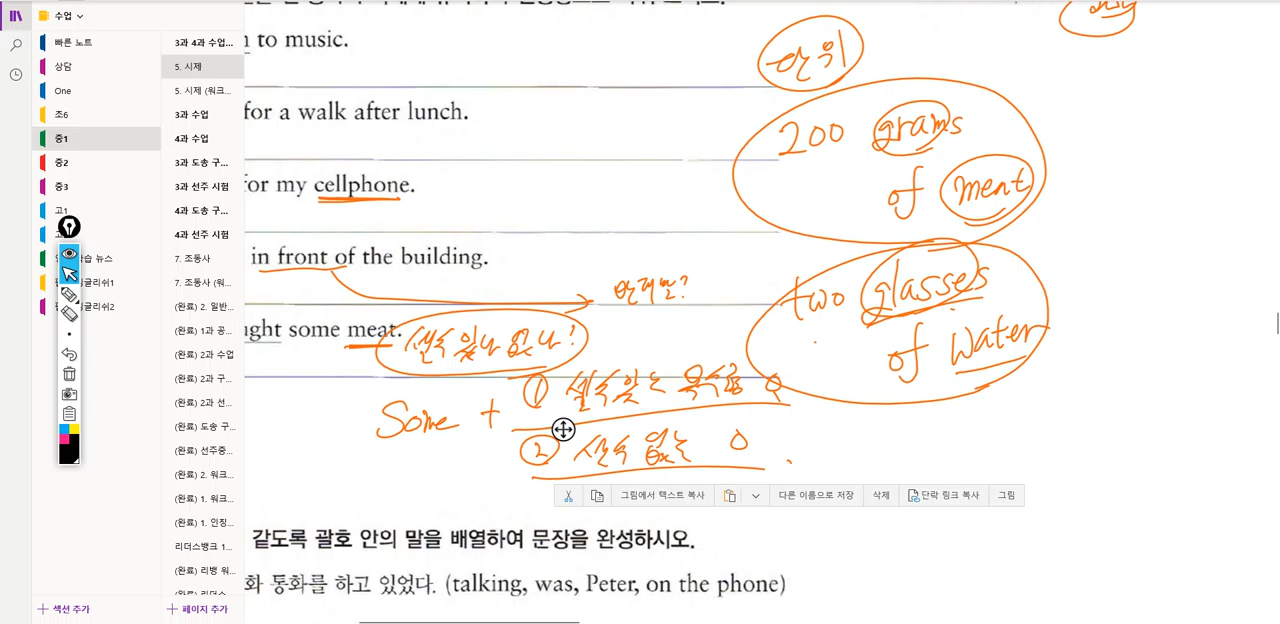 수업
빠른 노트
상담
One
초6
중1
중2
중3
고1
습 뉴스
글리쉬1
글리쉬2
섹션 추가
3과 4과 수업...
5. 시제
5. 시제 (워크...
3과 수업
4과 수업
3과 도송 구...
3과 선주 시험
4과 도송 구...
4과 선주 시험
7. 조동사
7. 조동사 (워...
(완료) 2. 일반...
(완료) 1과 공...
(완료) 2과 수업
(완료) 2과 구...
(완료) 2과 선...
(완료) 도송 구...
(완료) 선주중...
(완료) 2. 워크...
(완료) 1. 워크...
(완료) 1. 인칭...
리더스뱅크 1...
(완료) 리뱅 워...
페이지 추가
to music.
for a walk after lunch.
for my cellphone.
in front of the building.
반대말?
ght some meat.
셀수 있나 없나?
Some + ① 셀수있는 복수형 o
② 셀수 없는 o
단위
200 grams
of meat
two glasses
of water
그림에서 텍스트 복사
다른 이름으로 저장
삭제
단락 링크 복사
그림
같도록 괄호 안의 말을 배열하여 문장을 완성하시오.
화 통화를 하고 있었다. (talking, was, Peter, on the phone)